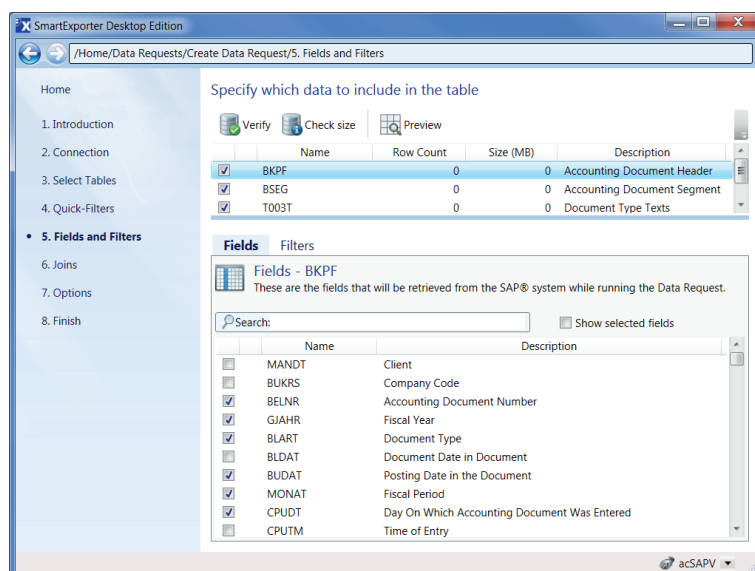 SmartExporter Desktop Edition
/Home/Data Requests/Create Data Request/5. Fields and Filters
Home
1. Introduction
2. Connection
3. Select Tables
4. Quick-Filters
• 5. Fields and Filters
6. Joins
7. Options
8. Finish
Specify which data to include in the table
Verify Check size Preview
Name Row Count Size (MB) Description
BKPF 0 0 Accounting Document Header
BSEG 0 0 Accounting Document Segment
T003T 0 0 Document Type Texts
Fields Filters
Fields - BKPF
These are the fields that will be retrieved from the SAP® system while running the Data Request.
Search: Show selected fields
Name Description
MANDT Client
BUKRS Company Code
BELNR Accounting Document Number
GJAHR Fiscal Year
BLART Document Type
BLDAT Document Date in Document
BUDAT Posting Date in the Document
MONAT Fiscal Period
CPUDT Day On Which Accounting Document Was Entered
CPUTM Time of Entry
acSAPV